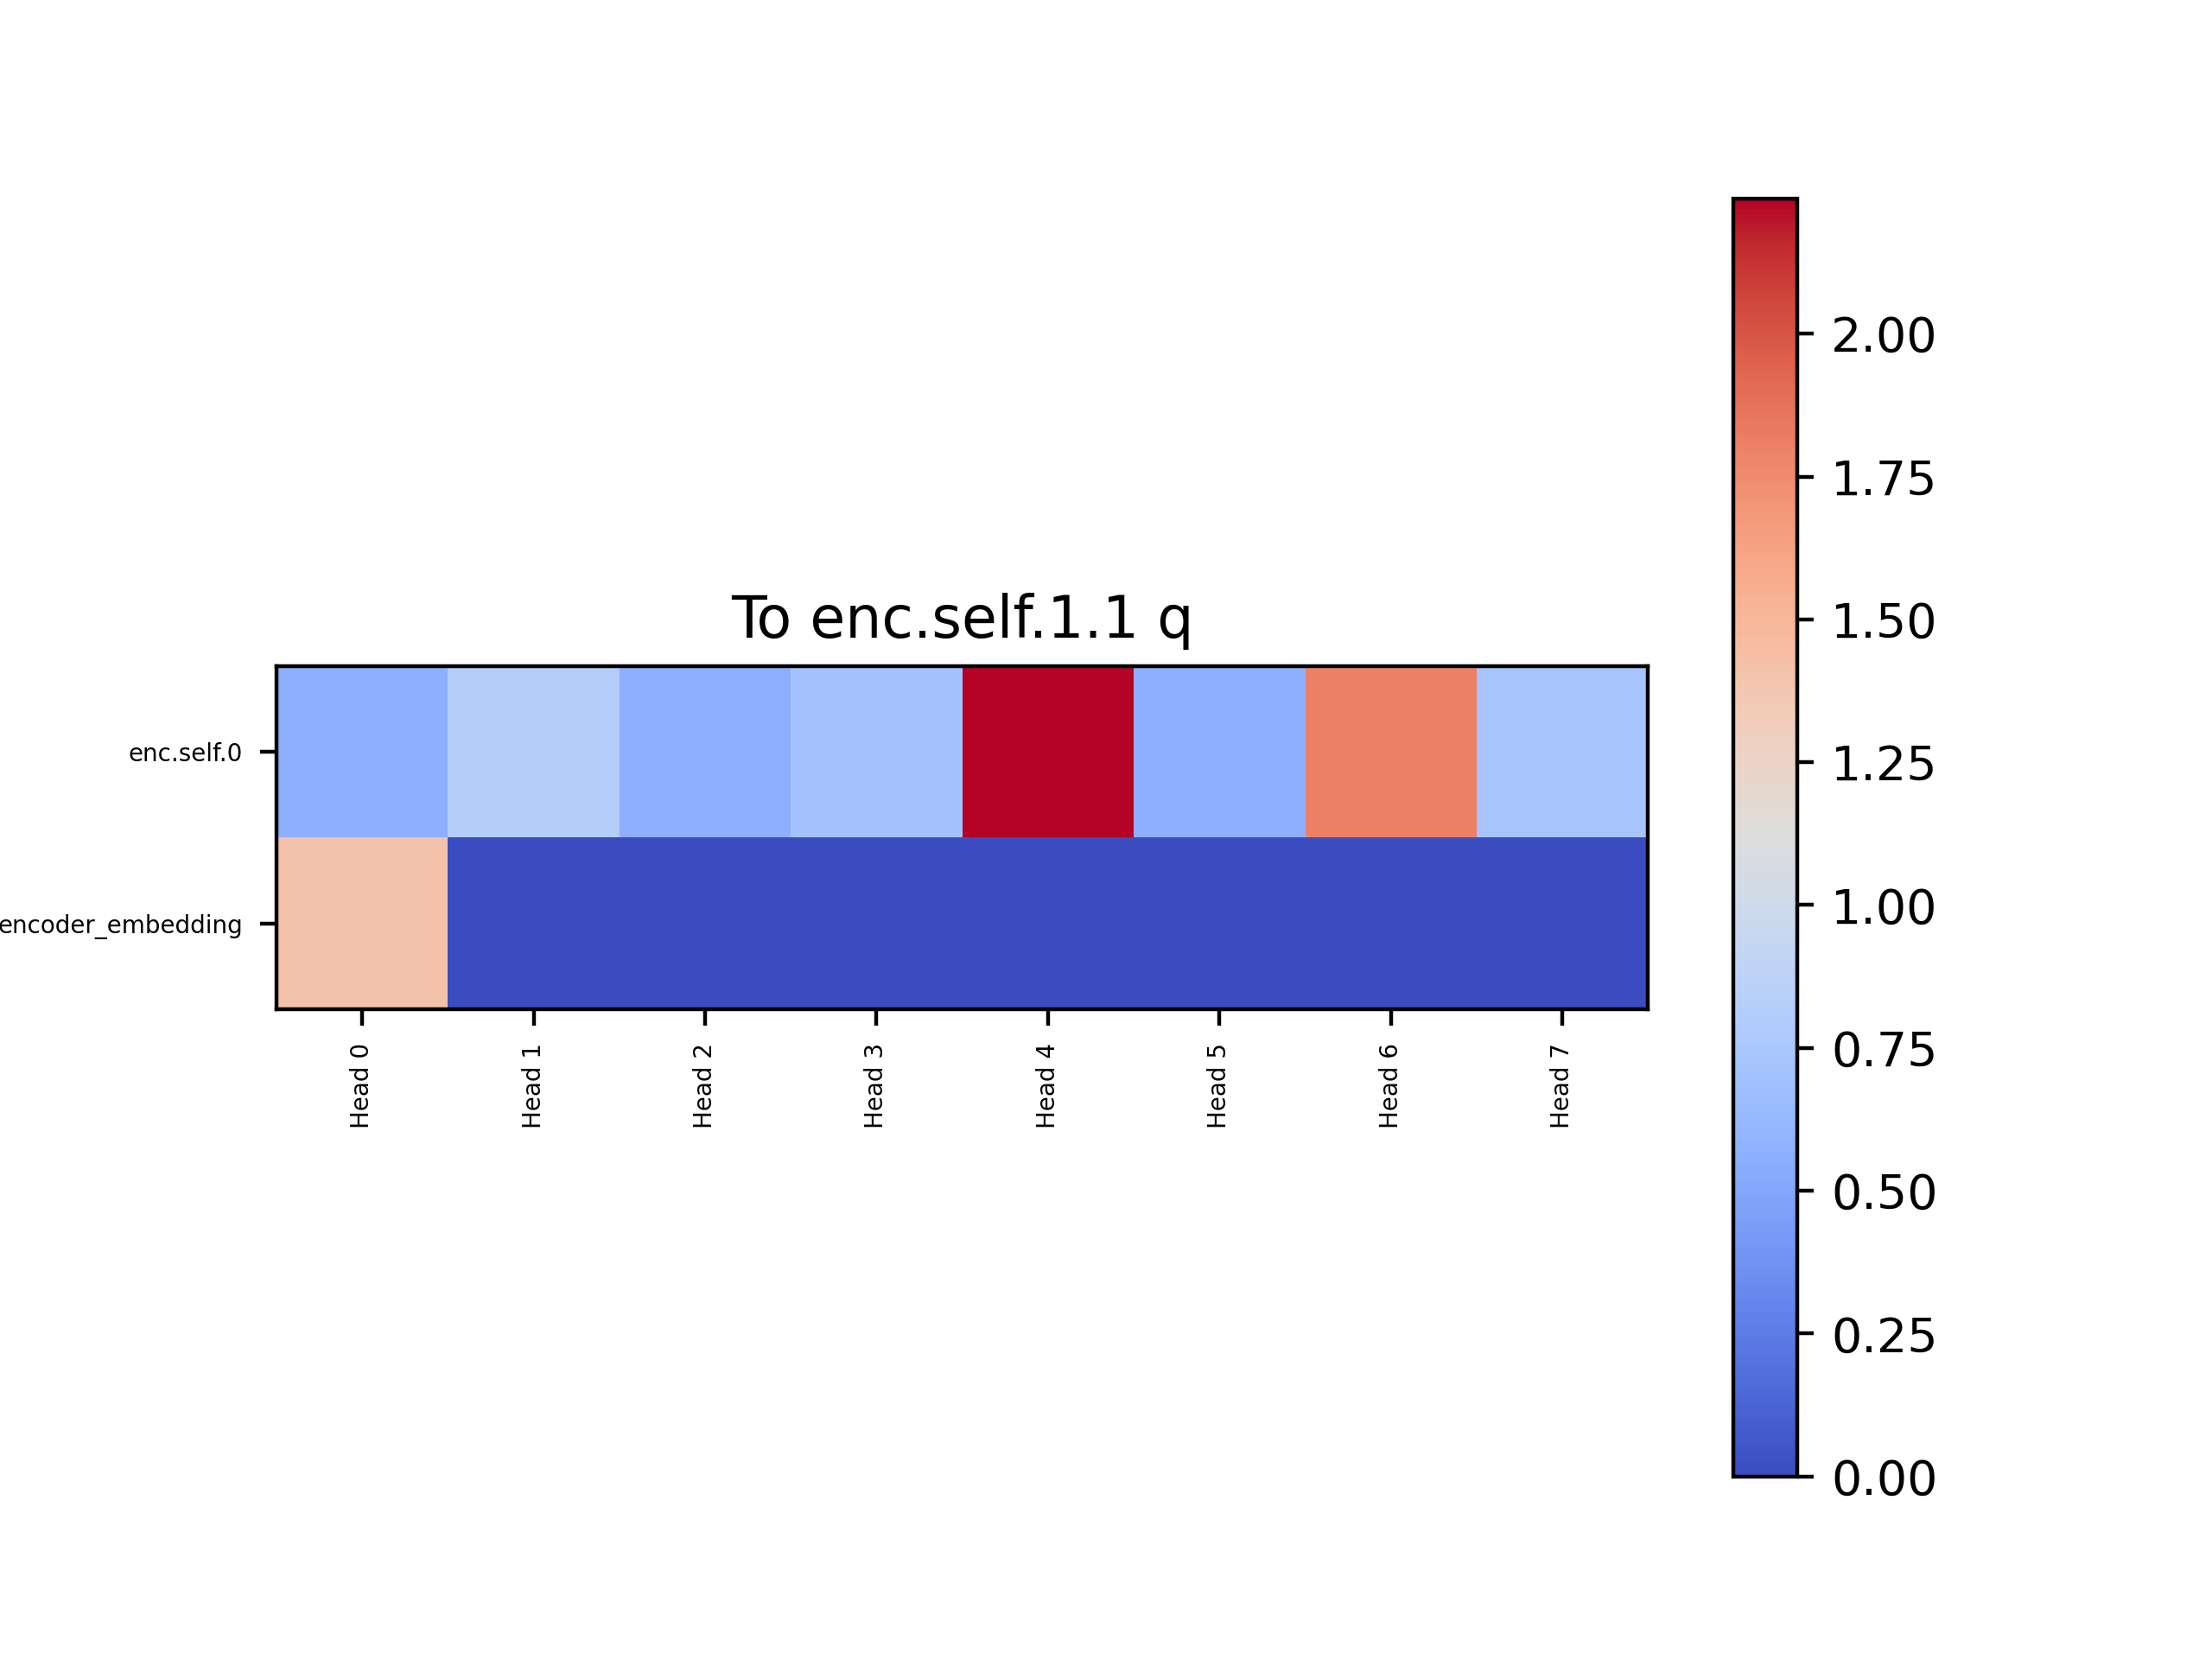 To enc.self.1.1 q
enc.self.0
encoder_embedding
Head 0
Head 1
Head 2
Head 3
Head 4
Head 5
Head 6
Head 7
2.00
1.75
1.50
1.25
1.00
0.75
0.50
0.25
0.00